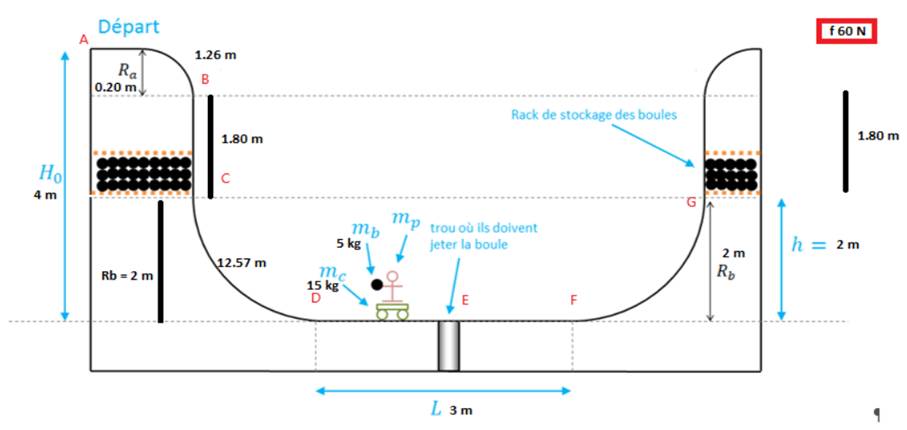 Départ
A
f 60 N
1.26 m
Rₐ
B
0.20 m
Rack de stockage des boules
1.80 m
1.80 m
H₀
C
4 m
G
m_b
m_p
trou où ils doivent
jeter la boule
5 kg
h = 2 m
2 m
R_b
Rb = 2 m
12.57 m
m_c
15 kg
D
E
F
L 3 m
¶